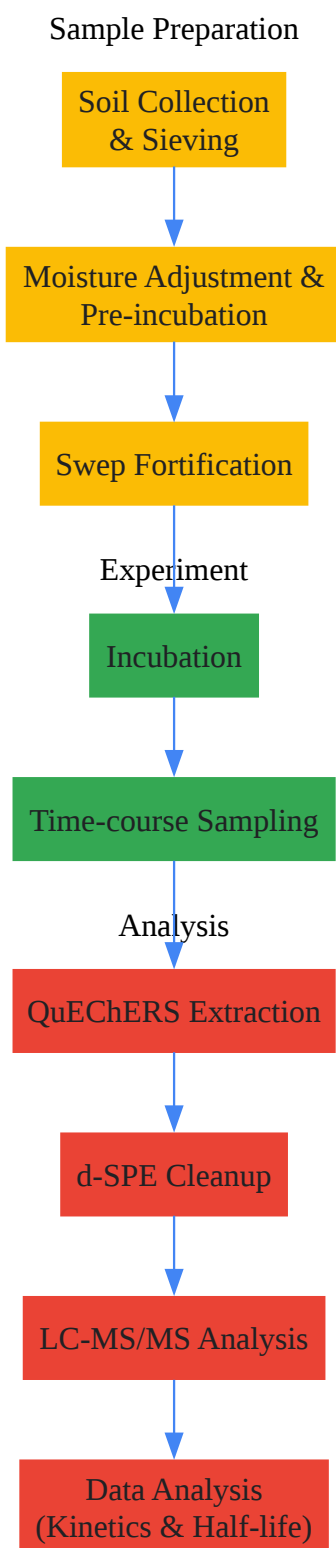 Sample Preparation
Soil Collection
& Sieving
Moisture Adjustment &
Pre-incubation
Swep Fortification
Experiment
Incubation
Time-course Sampling
Analysis
QuEChERS Extraction
d-SPE Cleanup
LC-MS/MS Analysis
Data Analysis
(Kinetics & Half-life)